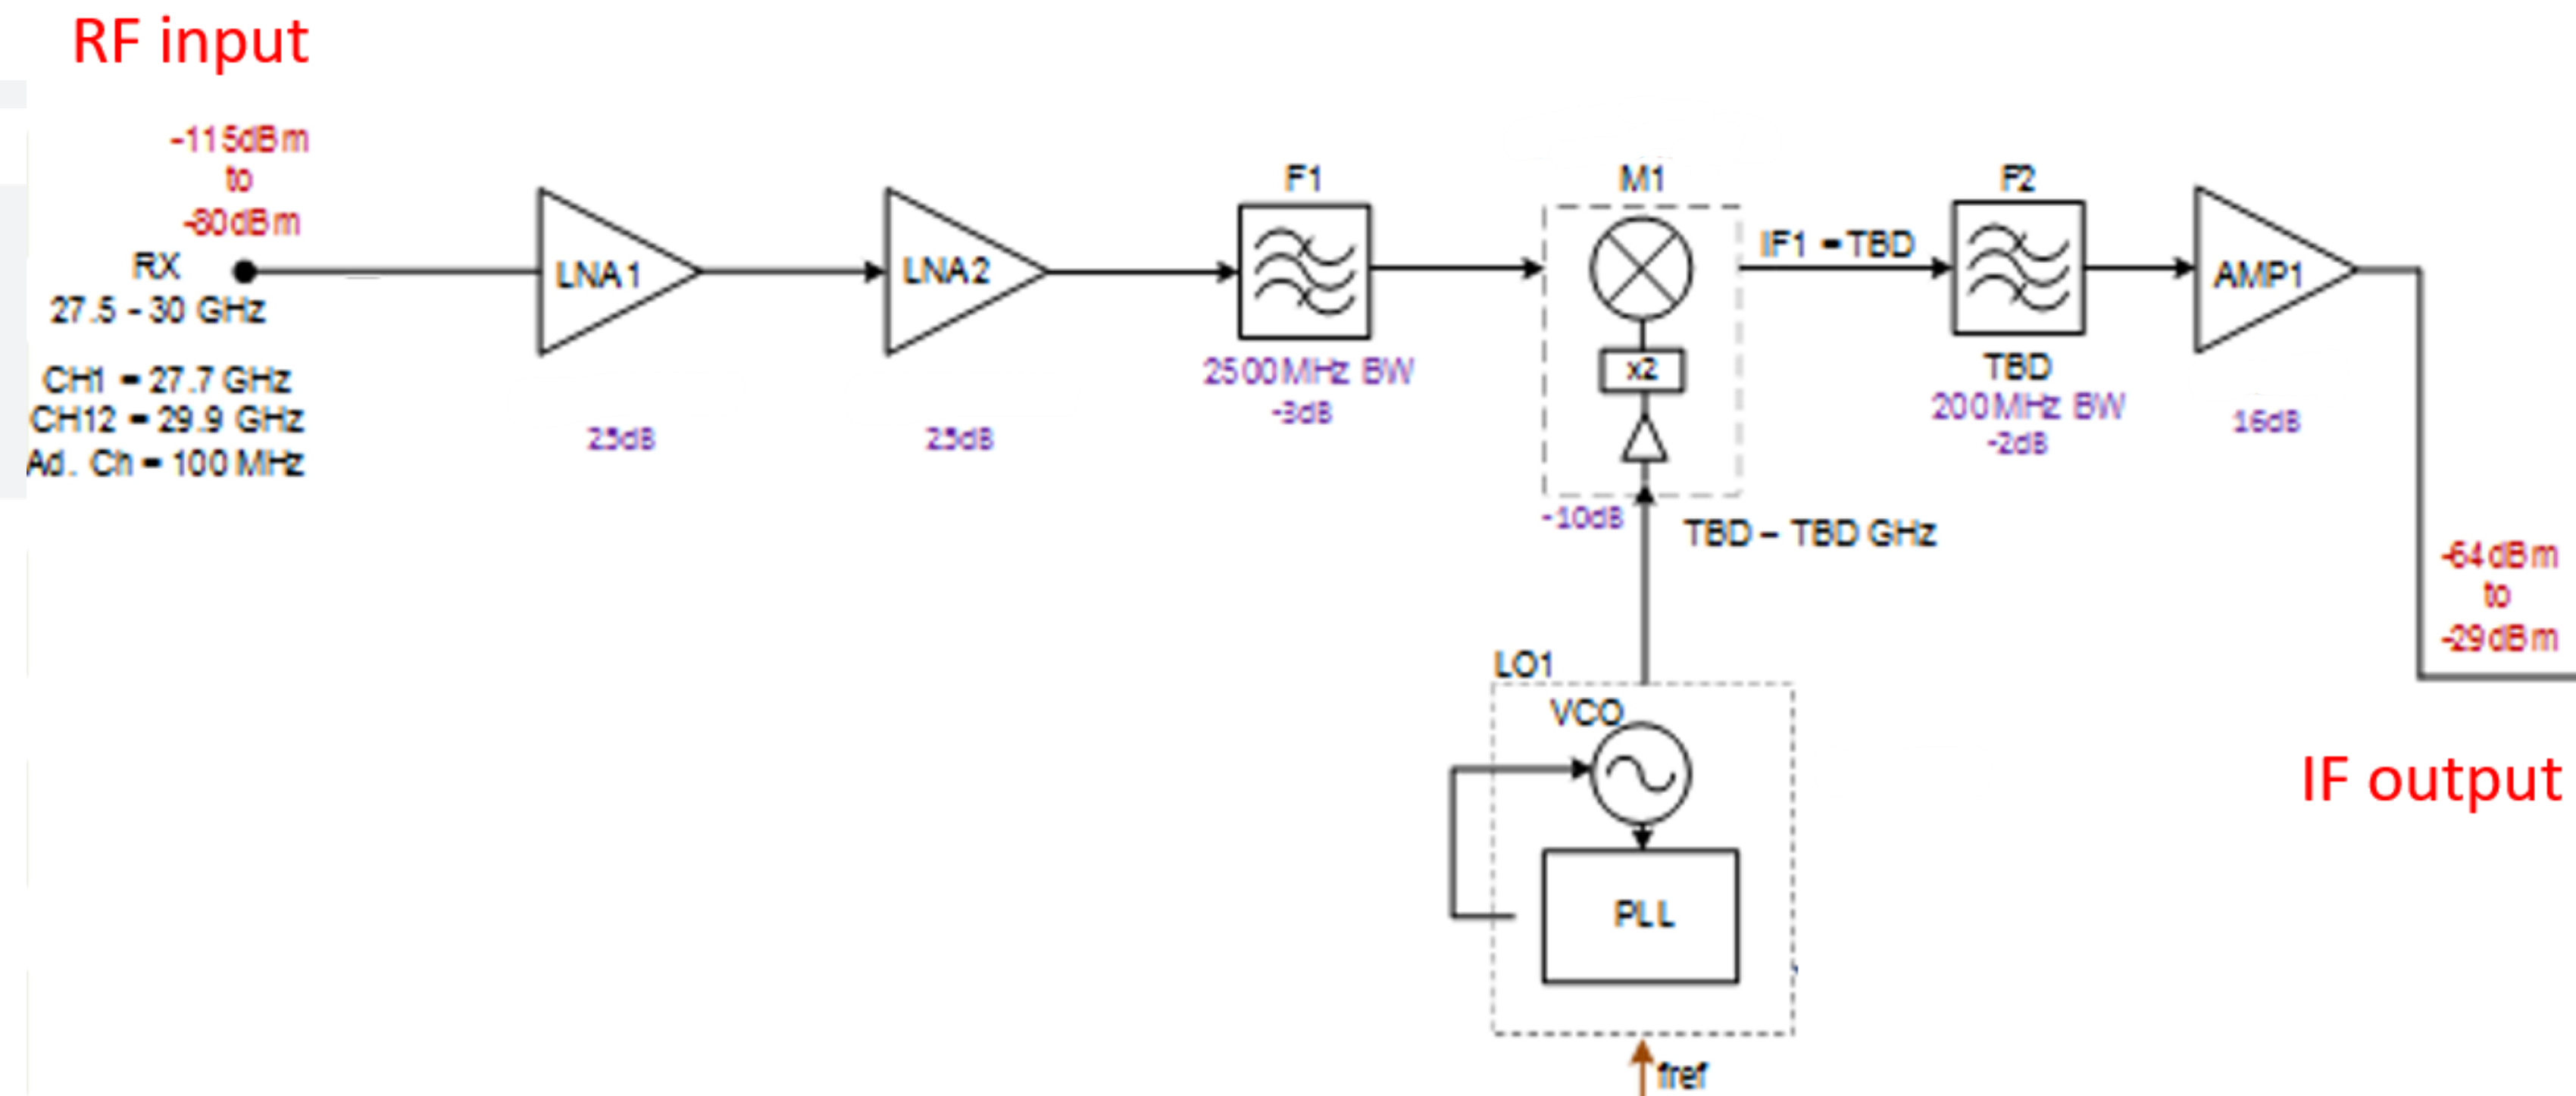 RF input
-115dBm
to
-80dBm
RX
27.5 - 30 GHz
CH1 = 27.7 GHz
CH12 = 29.9 GHz
Ad. Ch = 100 MHz
LNA1
25dB
LNA2
25dB
F1
2500MHz BW
-3dB
M1
x2
-10dB
TBD – TBD GHz
IF1 = TBD
F2
TBD
200MHz BW
-2dB
AMP1
16dB
-64dBm
to
-29dBm
IF output
LO1
VCO
PLL
fref